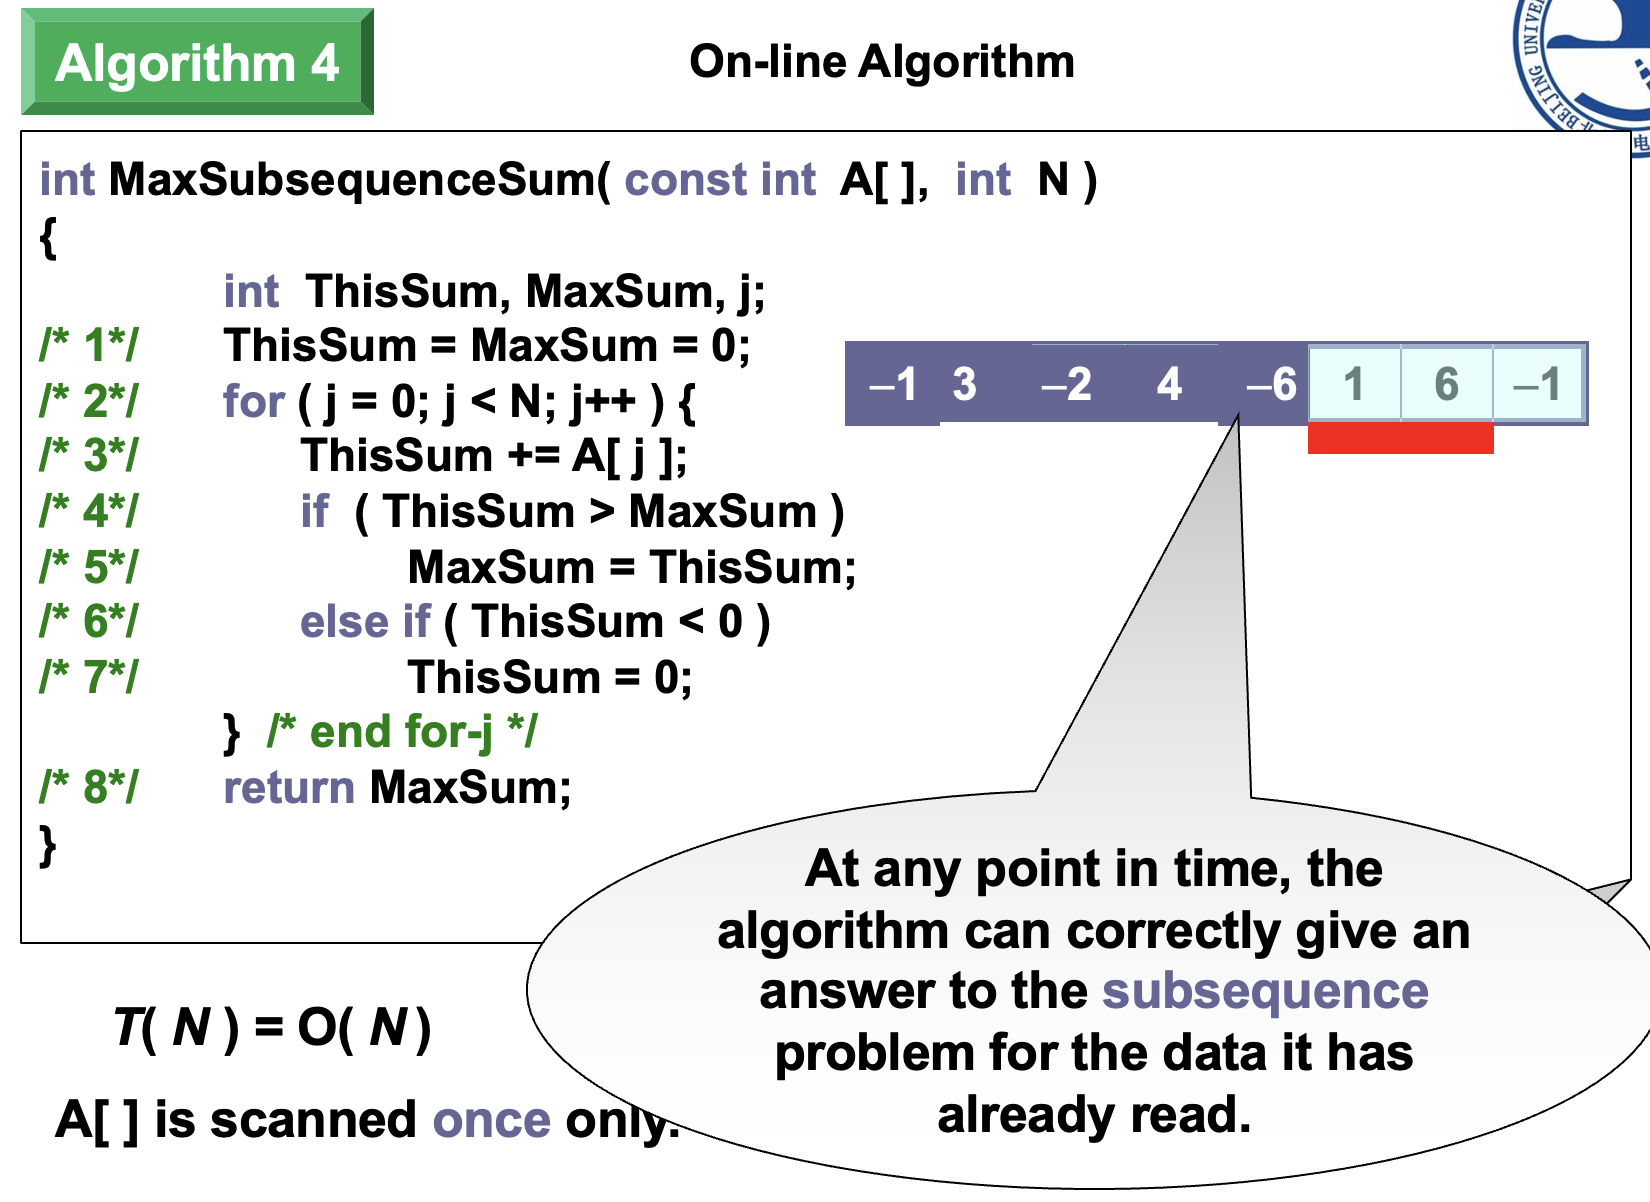 Algorithm 4
On-line Algorithm
UNIVE
BEIJING
电
int MaxSubsequenceSum( const int A[ ], int N )
{
int ThisSum, MaxSum, j;
/* 1*/ ThisSum = MaxSum = 0;
/* 2*/ for ( j = 0; j < N; j++ ) {
/* 3*/ ThisSum += A[ j ];
/* 4*/ if ( ThisSum > MaxSum )
/* 5*/ MaxSum = ThisSum;
/* 6*/ else if ( ThisSum < 0 )
/* 7*/ ThisSum = 0;
} /* end for-j */
/* 8*/ return MaxSum;
}
–1 3 –2 4 –6 1 6 –1
At any point in time, the
algorithm can correctly give an
answer to the subsequence
problem for the data it has
already read.
T( N ) = O( N )
A[ ] is scanned once only.